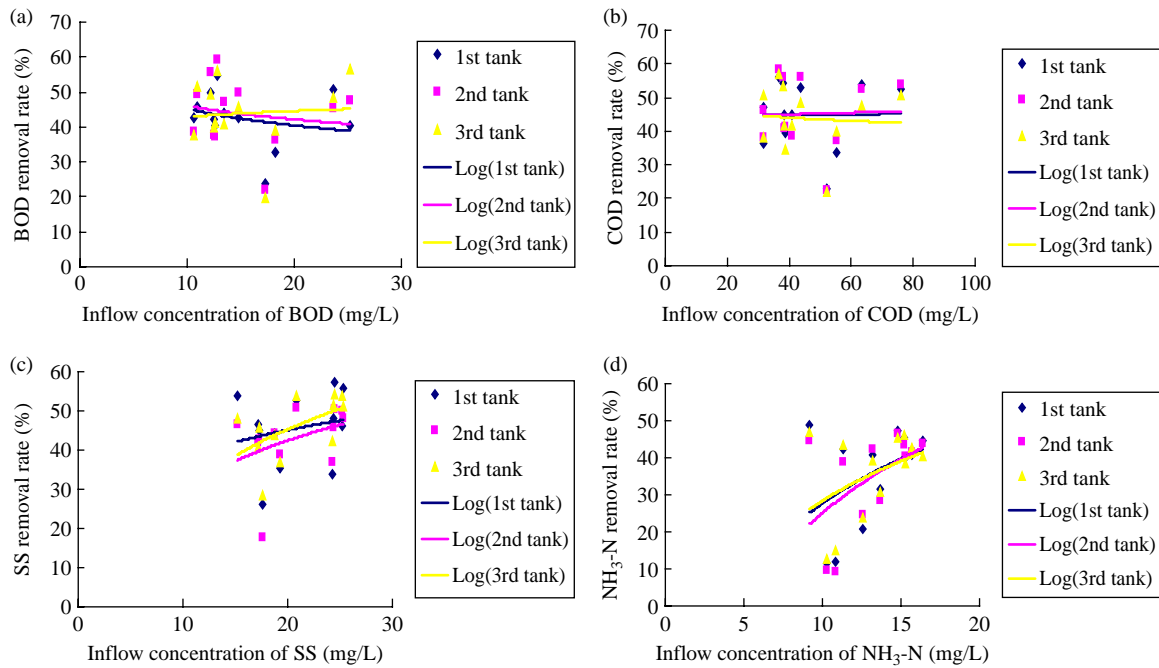 (a)
70
60
50
40
30
20
10
0
BOD removal rate (%)
0 10 20 30
Inflow concentration of BOD (mg/L)
1st tank
2nd tank
3rd tank
Log(1st tank)
Log(2nd tank)
Log(3rd tank)
(b)
70
60
50
40
30
20
10
0
COD removal rate (%)
0 20 40 60 80 100
Inflow concentration of COD (mg/L)
1st tank
2nd tank
3rd tank
Log(1st tank)
Log(2nd tank)
Log(3rd tank)
(c)
60
50
40
30
20
10
0
SS removal rate (%)
0 10 20 30
Inflow concentration of SS (mg/L)
1st tank
2nd tank
3rd tank
Log(1st tank)
Log(2nd tank)
Log(3rd tank)
(d)
60
50
40
30
20
10
0
NH₃-N removal rate (%)
0 5 10 15 20
Inflow concentration of NH₃-N (mg/L)
1st tank
2nd tank
3rd tank
Log(1st tank)
Log(2nd tank)
Log(3rd tank)